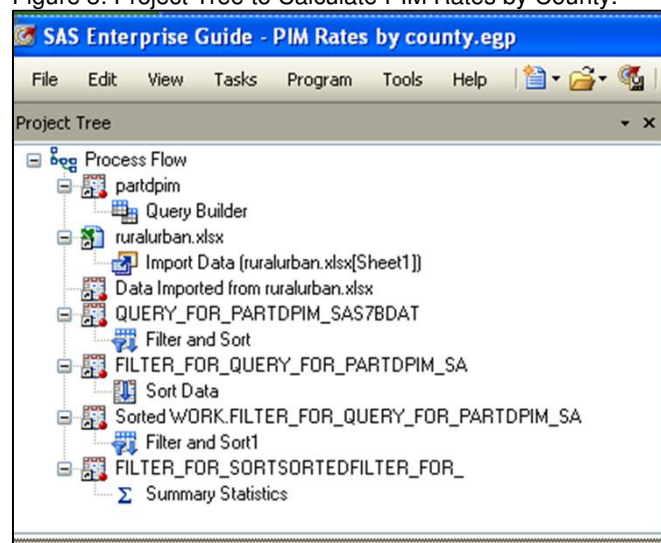 Figure 3: Project Tree to Calculate PIM Rates by County.
SAS Enterprise Guide - PIM Rates by county.egp
File Edit View Tasks Program Tools Help
Project Tree
Process Flow
partdpim
Query Builder
ruralurban.xlsx
Import Data (ruralurban.xlsx[Sheet1])
Data Imported from ruralurban.xlsx
QUERY_FOR_PARTDPIM_SAS7BDAT
Filter and Sort
FILTER_FOR_QUERY_FOR_PARTDPIM_SA
Sort Data
Sorted WORK.FILTER_FOR_QUERY_FOR_PARTDPIM_SA
Filter and Sort1
FILTER_FOR_SORTSORTEDFILTER_FOR_
Σ Summary Statistics